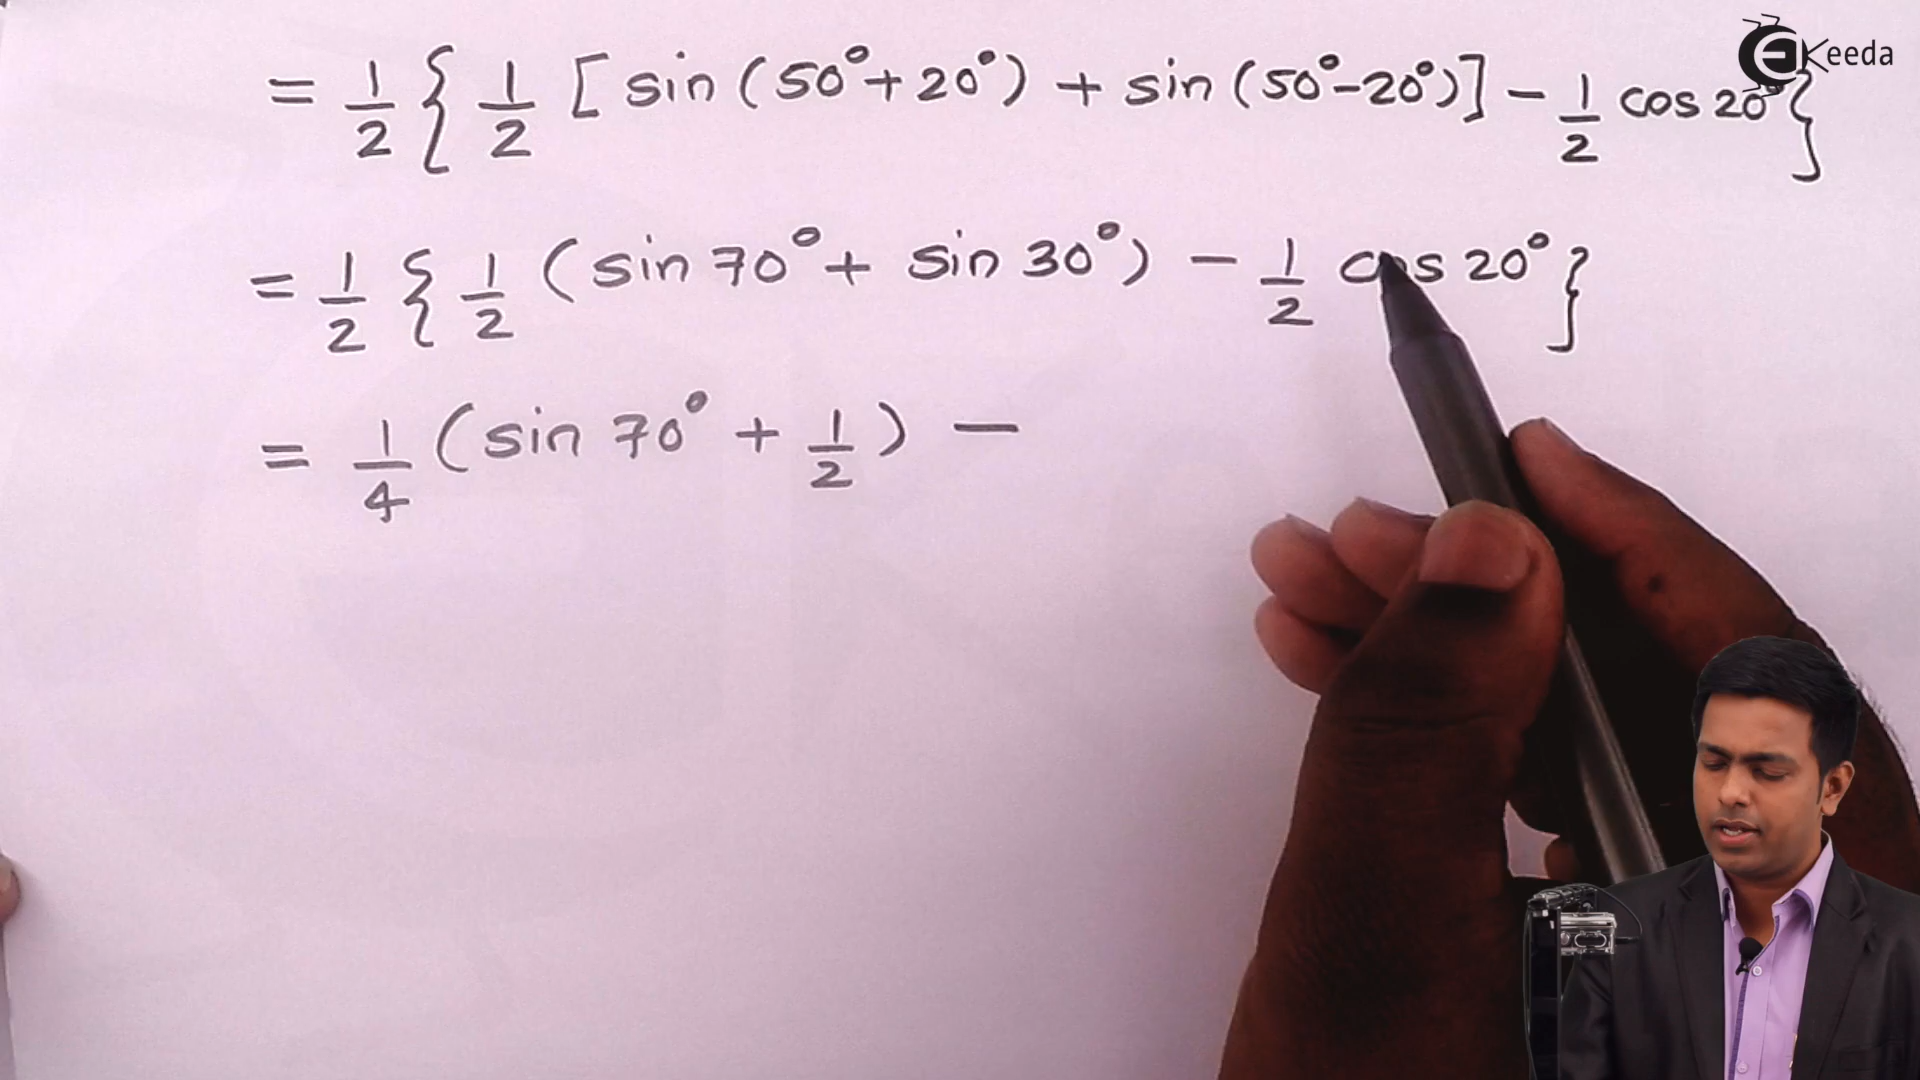 eKeeda
= 1/2 { 1/2 [ sin (50° + 20°) + sin (50° - 20°) ] - 1/2 cos 20° }
= 1/2 { 1/2 ( sin 70° + sin 30° ) - 1/2 cos 20° }
= 1/4 ( sin 70° + 1/2 ) -